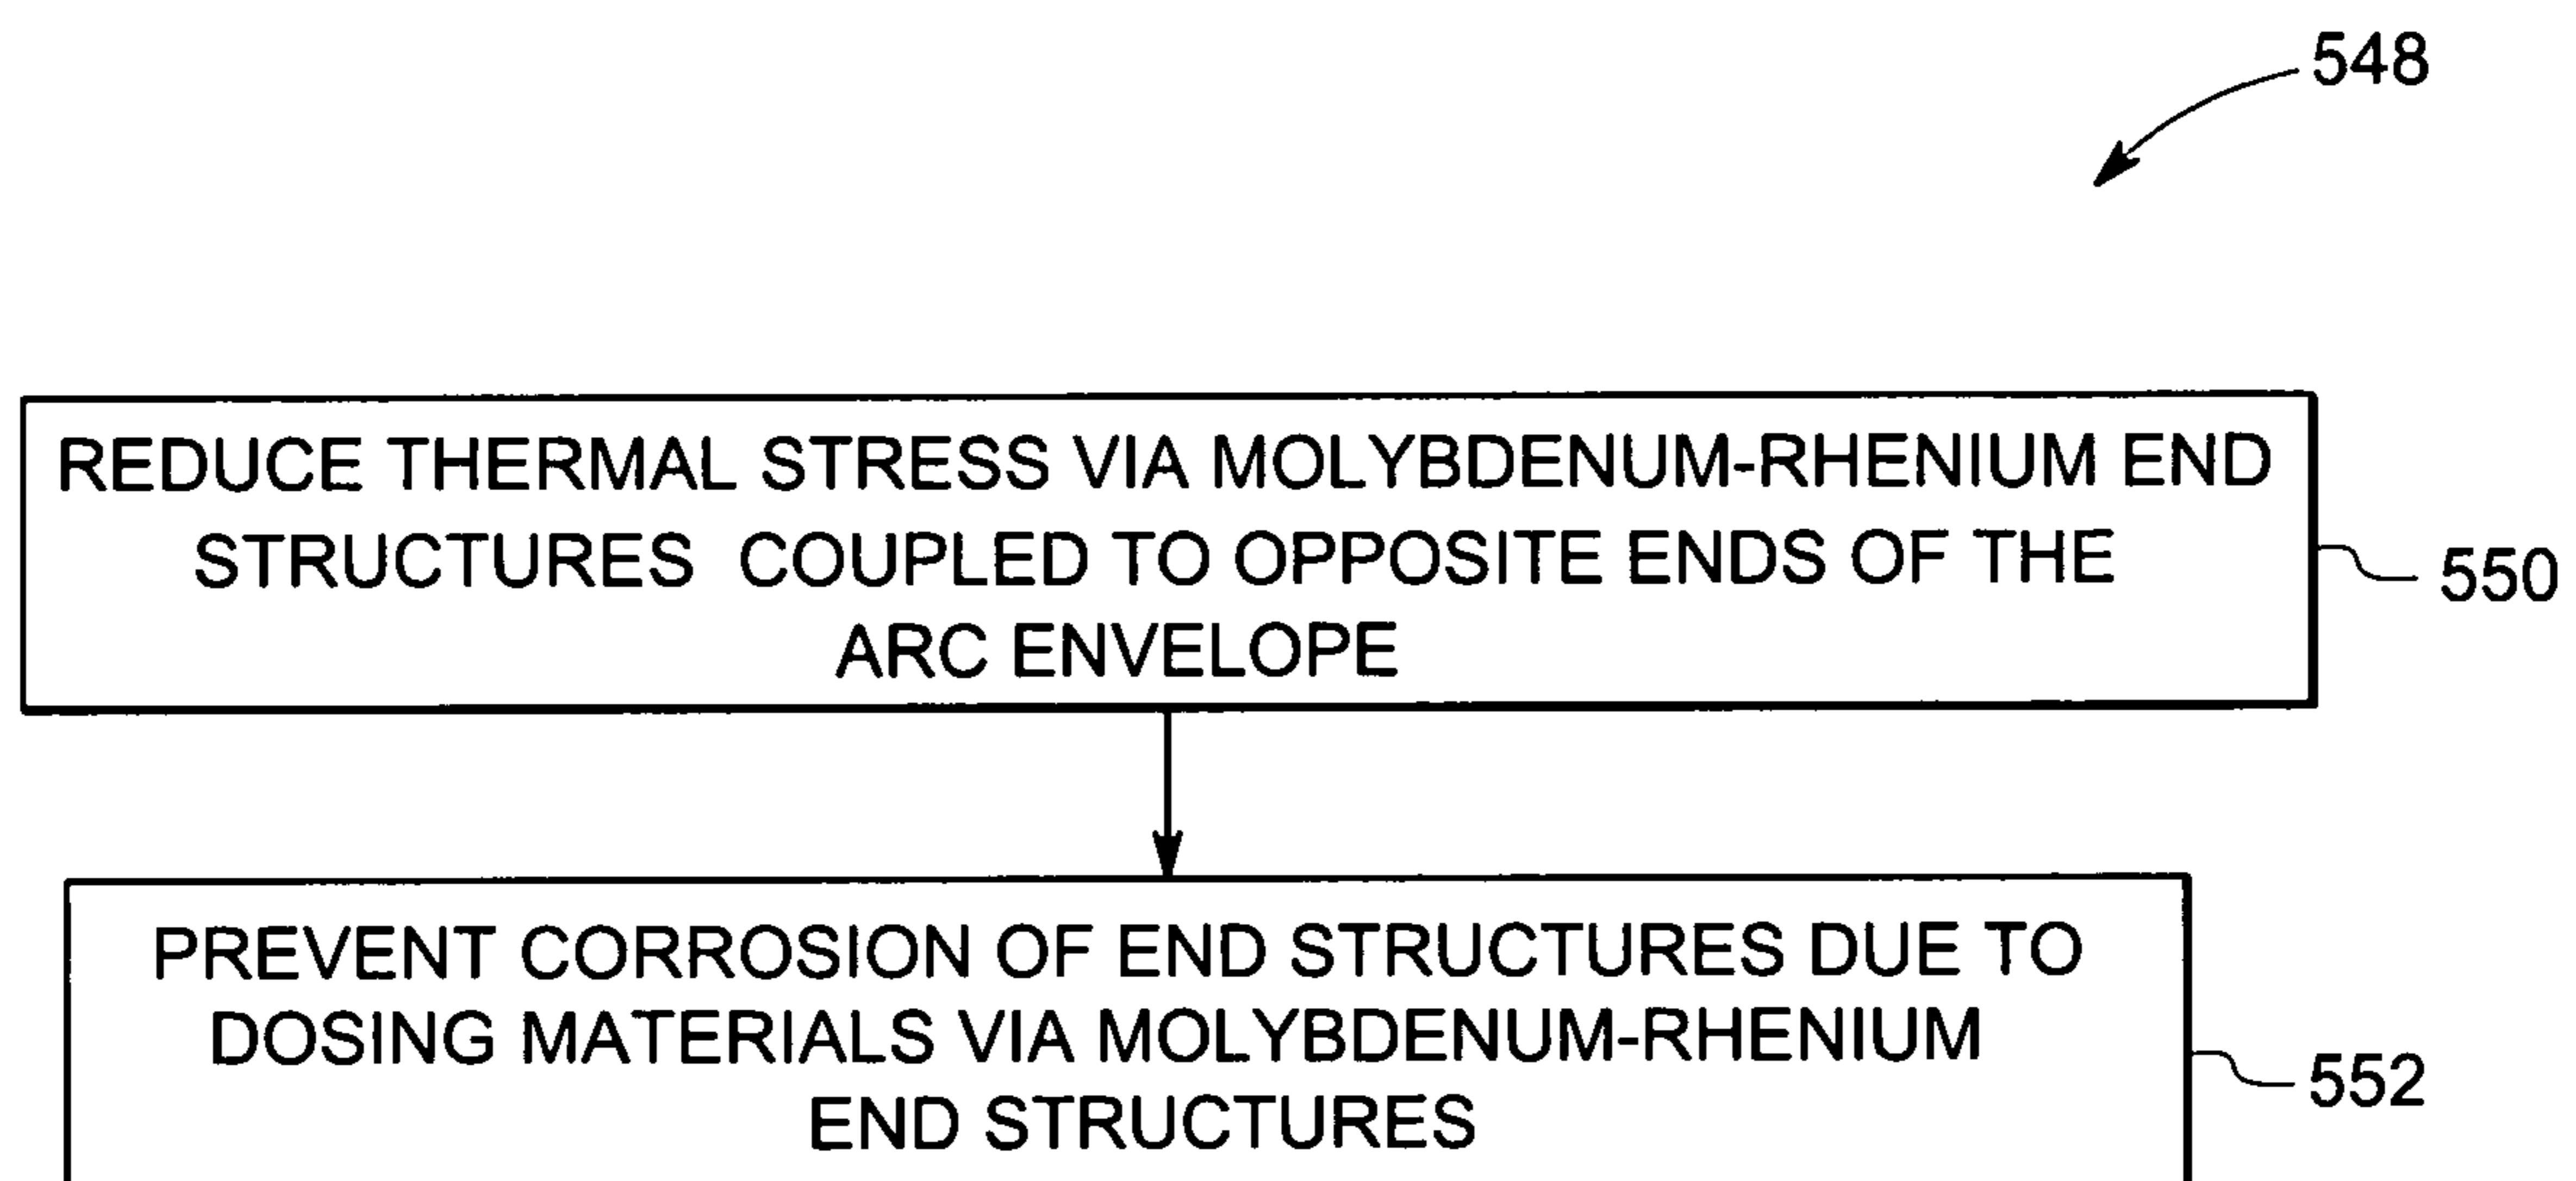 548
REDUCE THERMAL STRESS VIA MOLYBDENUM-RHENIUM END
STRUCTURES COUPLED TO OPPOSITE ENDS OF THE
ARC ENVELOPE
550
PREVENT CORROSION OF END STRUCTURES DUE TO
DOSING MATERIALS VIA MOLYBDENUM-RHENIUM
END STRUCTURES
552